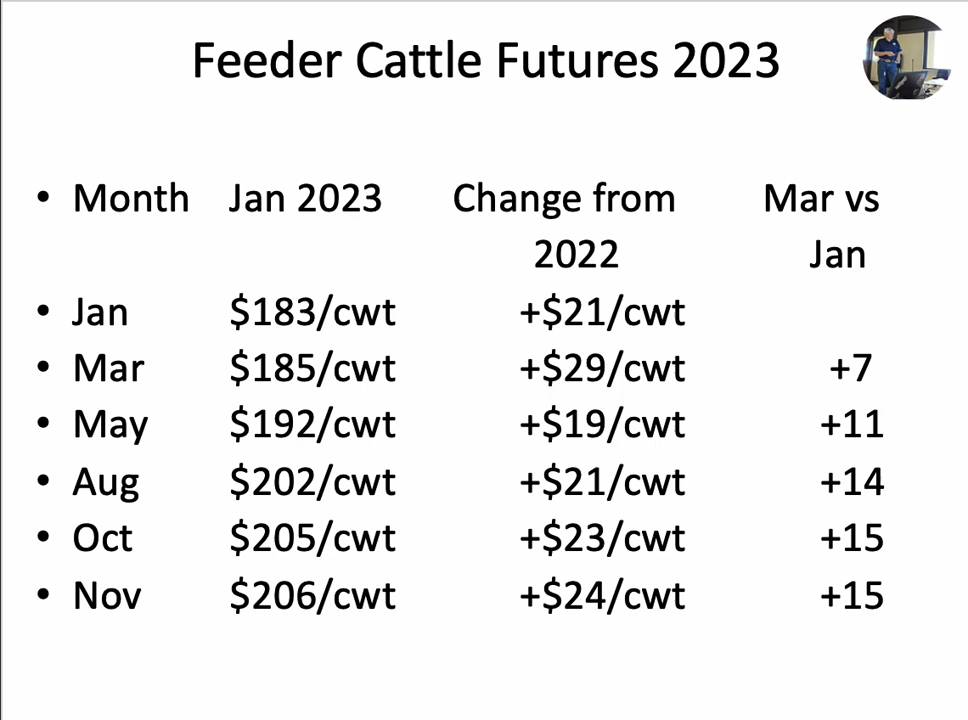 Feeder Cattle Futures 2023
• Month Jan 2023 Change from Mar vs
2022 Jan
• Jan $183/cwt +$21/cwt
• Mar $185/cwt +$29/cwt +7
• May $192/cwt +$19/cwt +11
• Aug $202/cwt +$21/cwt +14
• Oct $205/cwt +$23/cwt +15
• Nov $206/cwt +$24/cwt +15